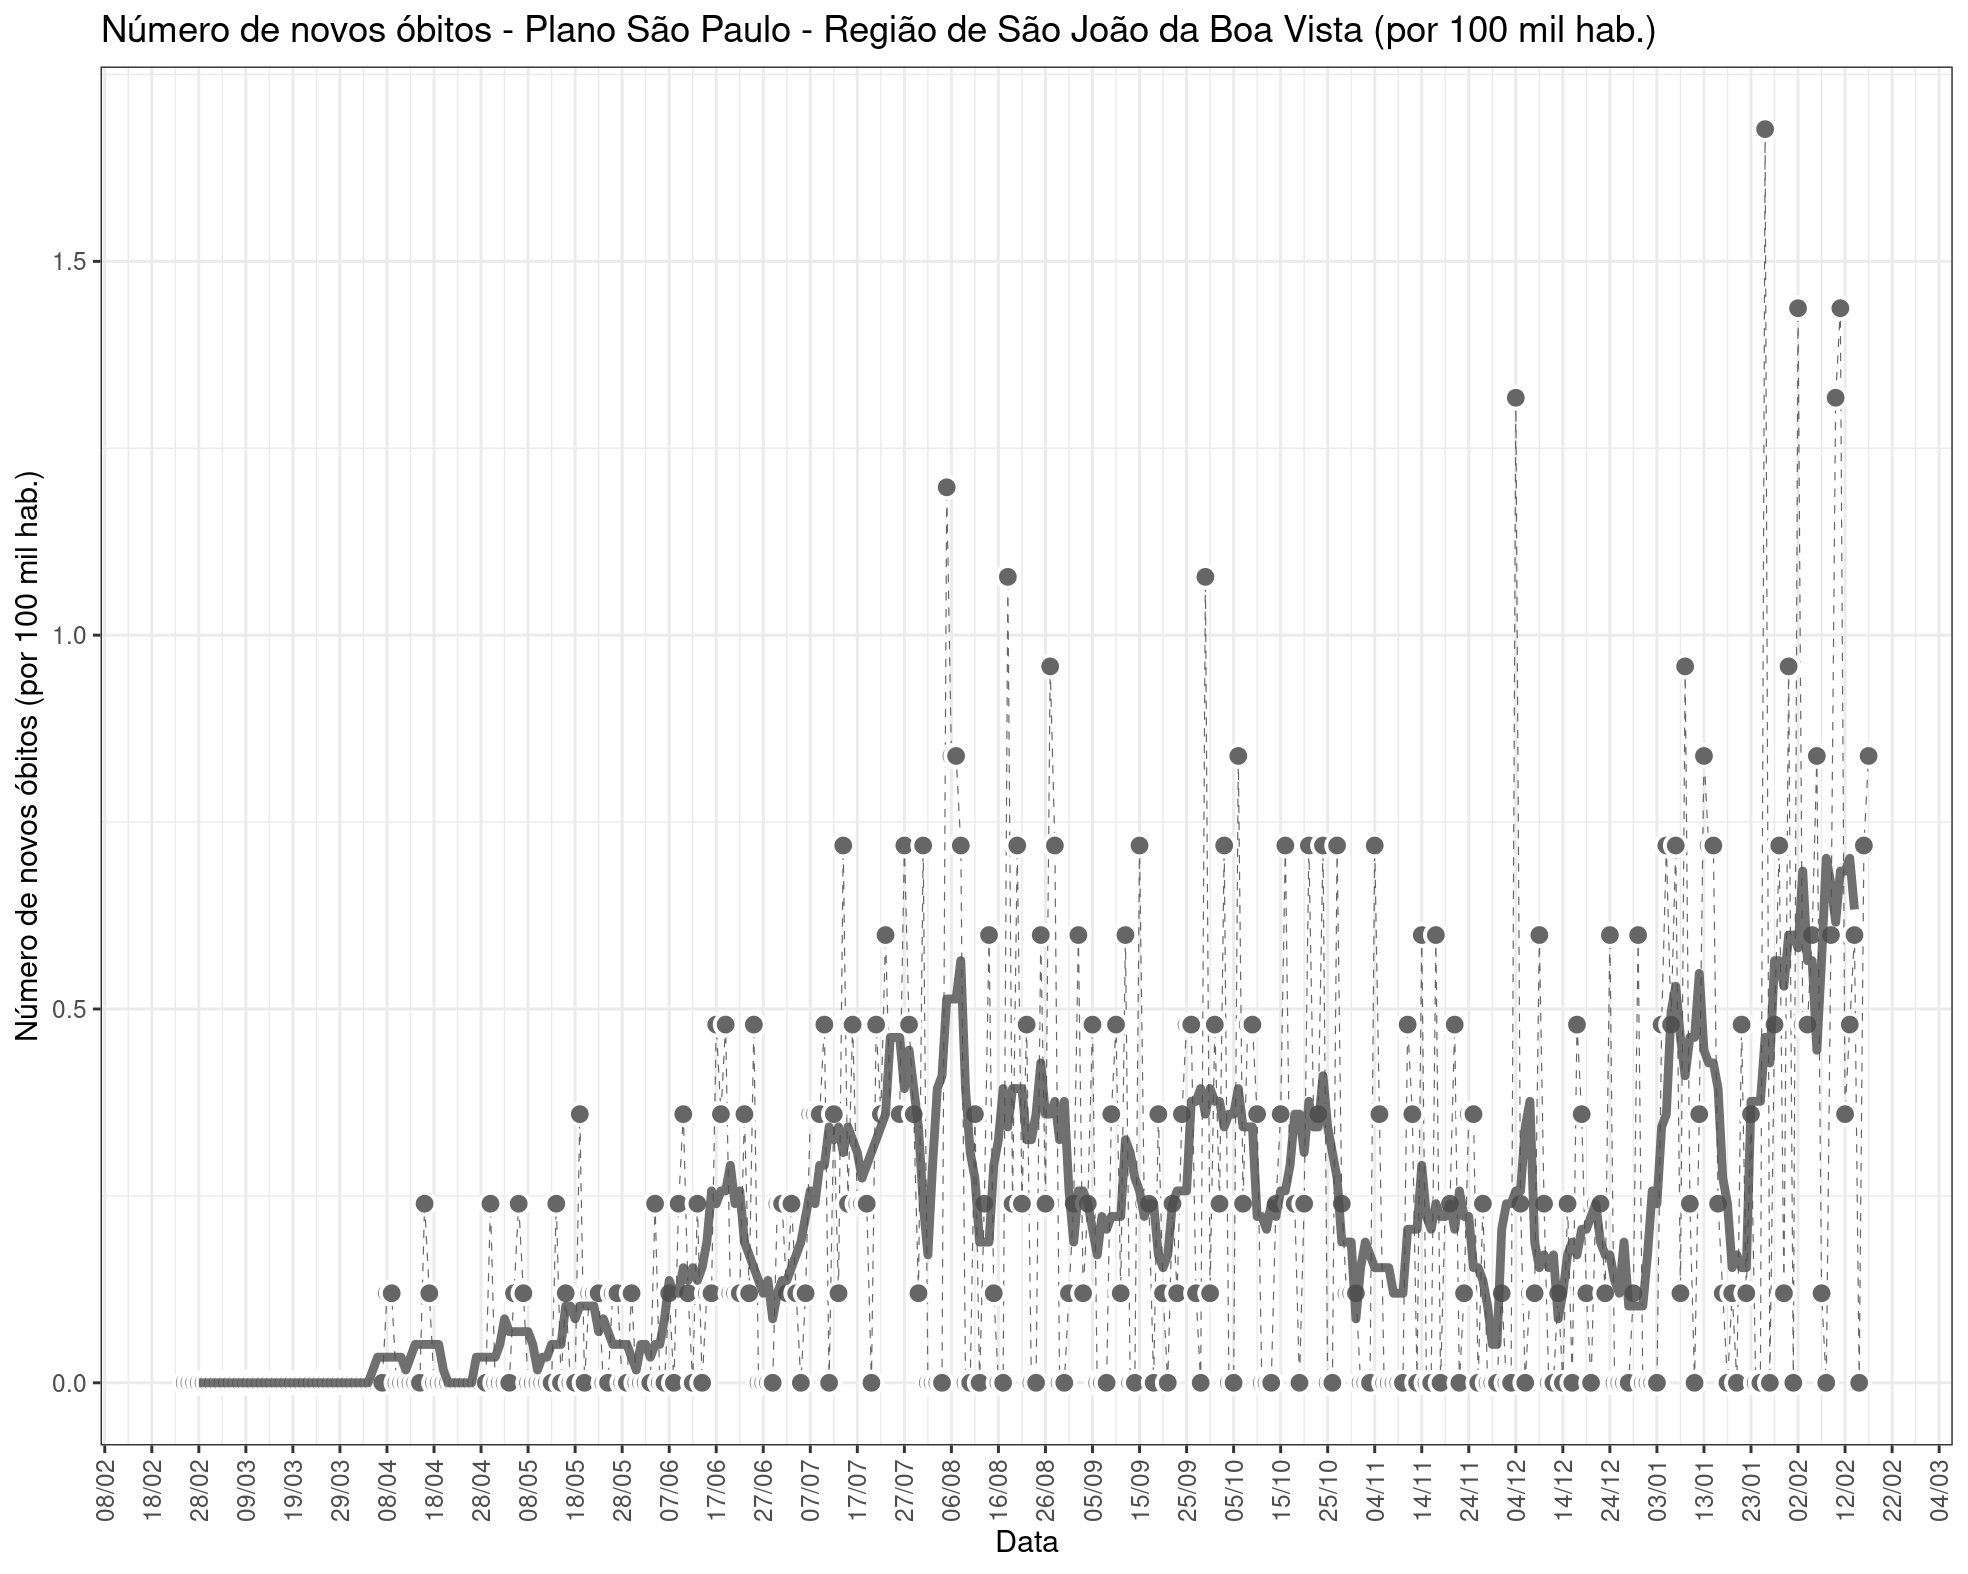 Número de novos óbitos - Plano São Paulo - Região de São João da Boa Vista (por 100 mil hab.)
Número de novos óbitos (por 100 mil hab.)
1.5
1.0
0.5
0.0
08/02 18/02 28/02 09/03 19/03 29/03 08/04 18/04 28/04 08/05 18/05 28/05 07/06 17/06 27/06 07/07 17/07 27/07 06/08 16/08 26/08 05/09 15/09 25/09 05/10 15/10 25/10 04/11 14/11 24/11 04/12 14/12 24/12 03/01 13/01 23/01 02/02 12/02 22/02 04/03
Data